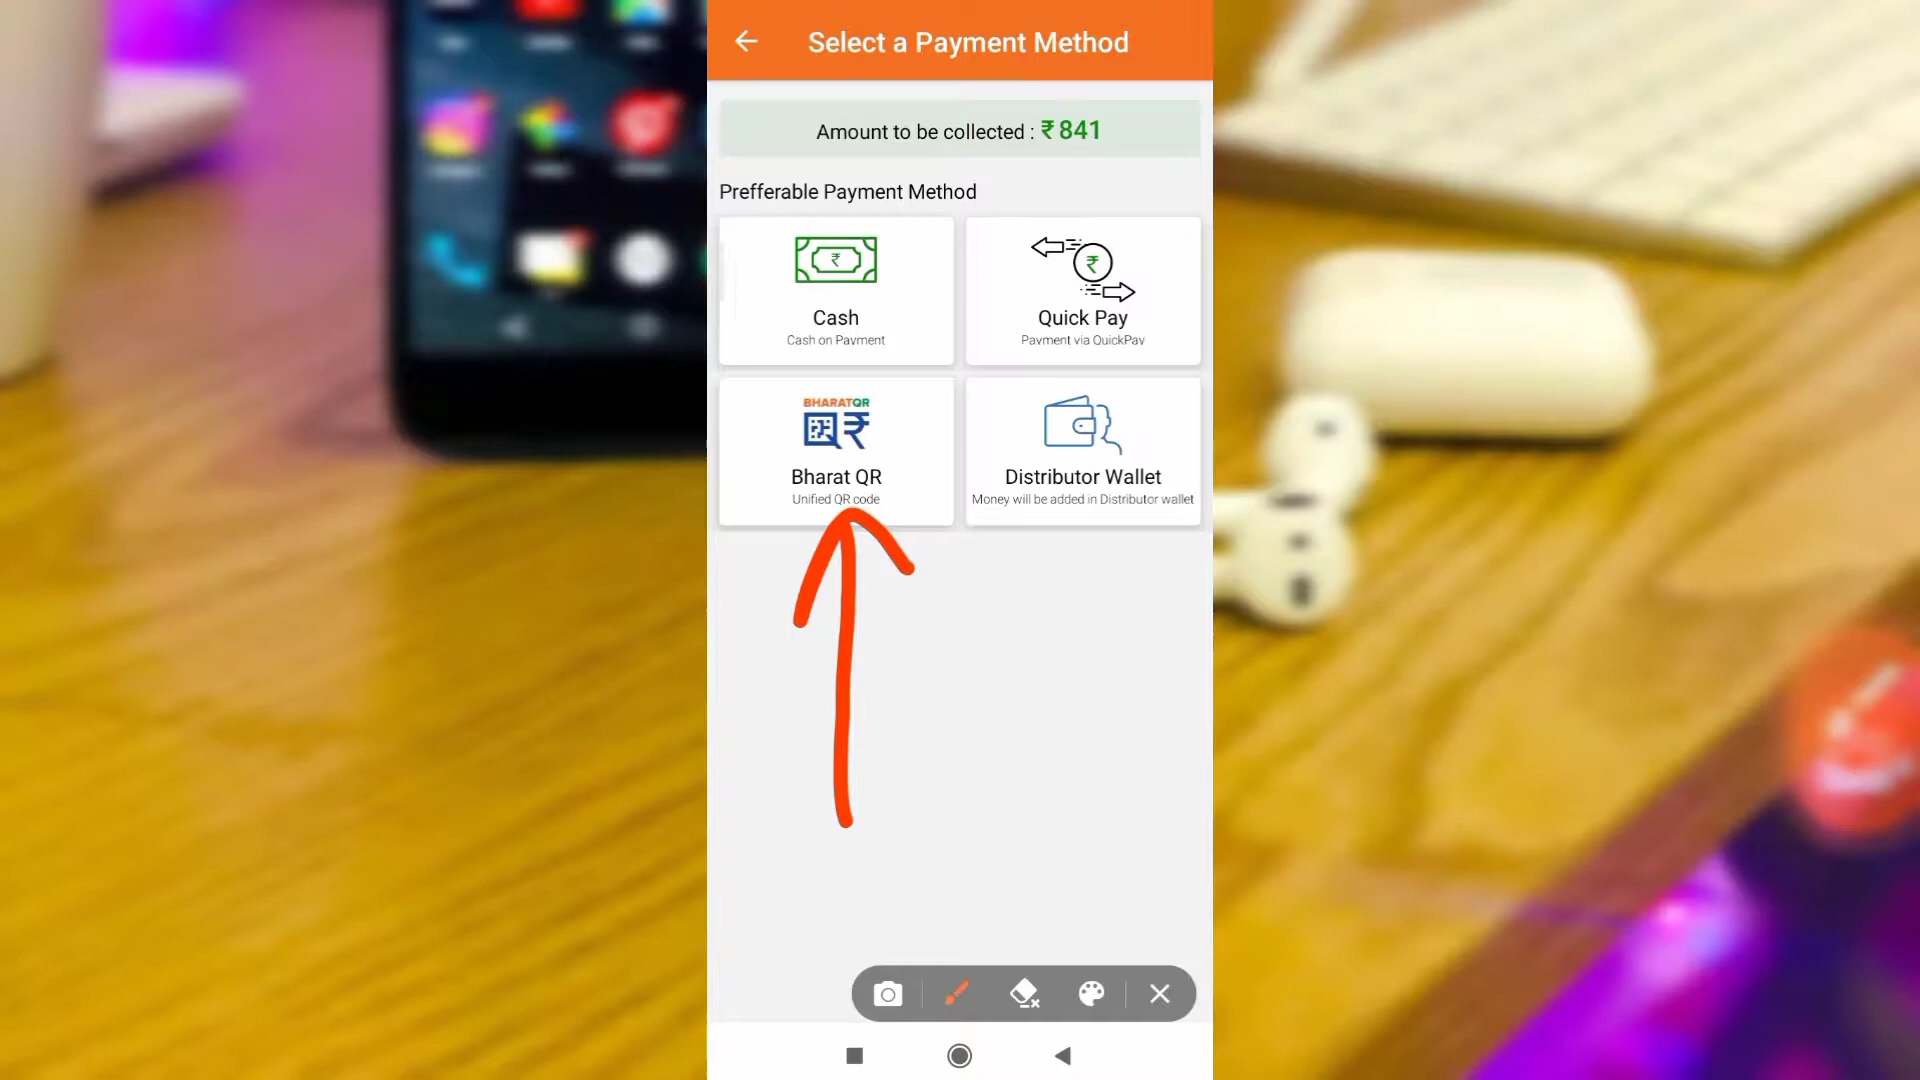 Select a Payment Method
Amount to be collected : ₹ 841
Prefferable Payment Method
₹
Cash
Cash on Payment
₹
Quick Pay
Payment via QuickPay
BHARATQR
Bharat QR
Unified QR code
Distributor Wallet
Money will be added in Distributor wallet